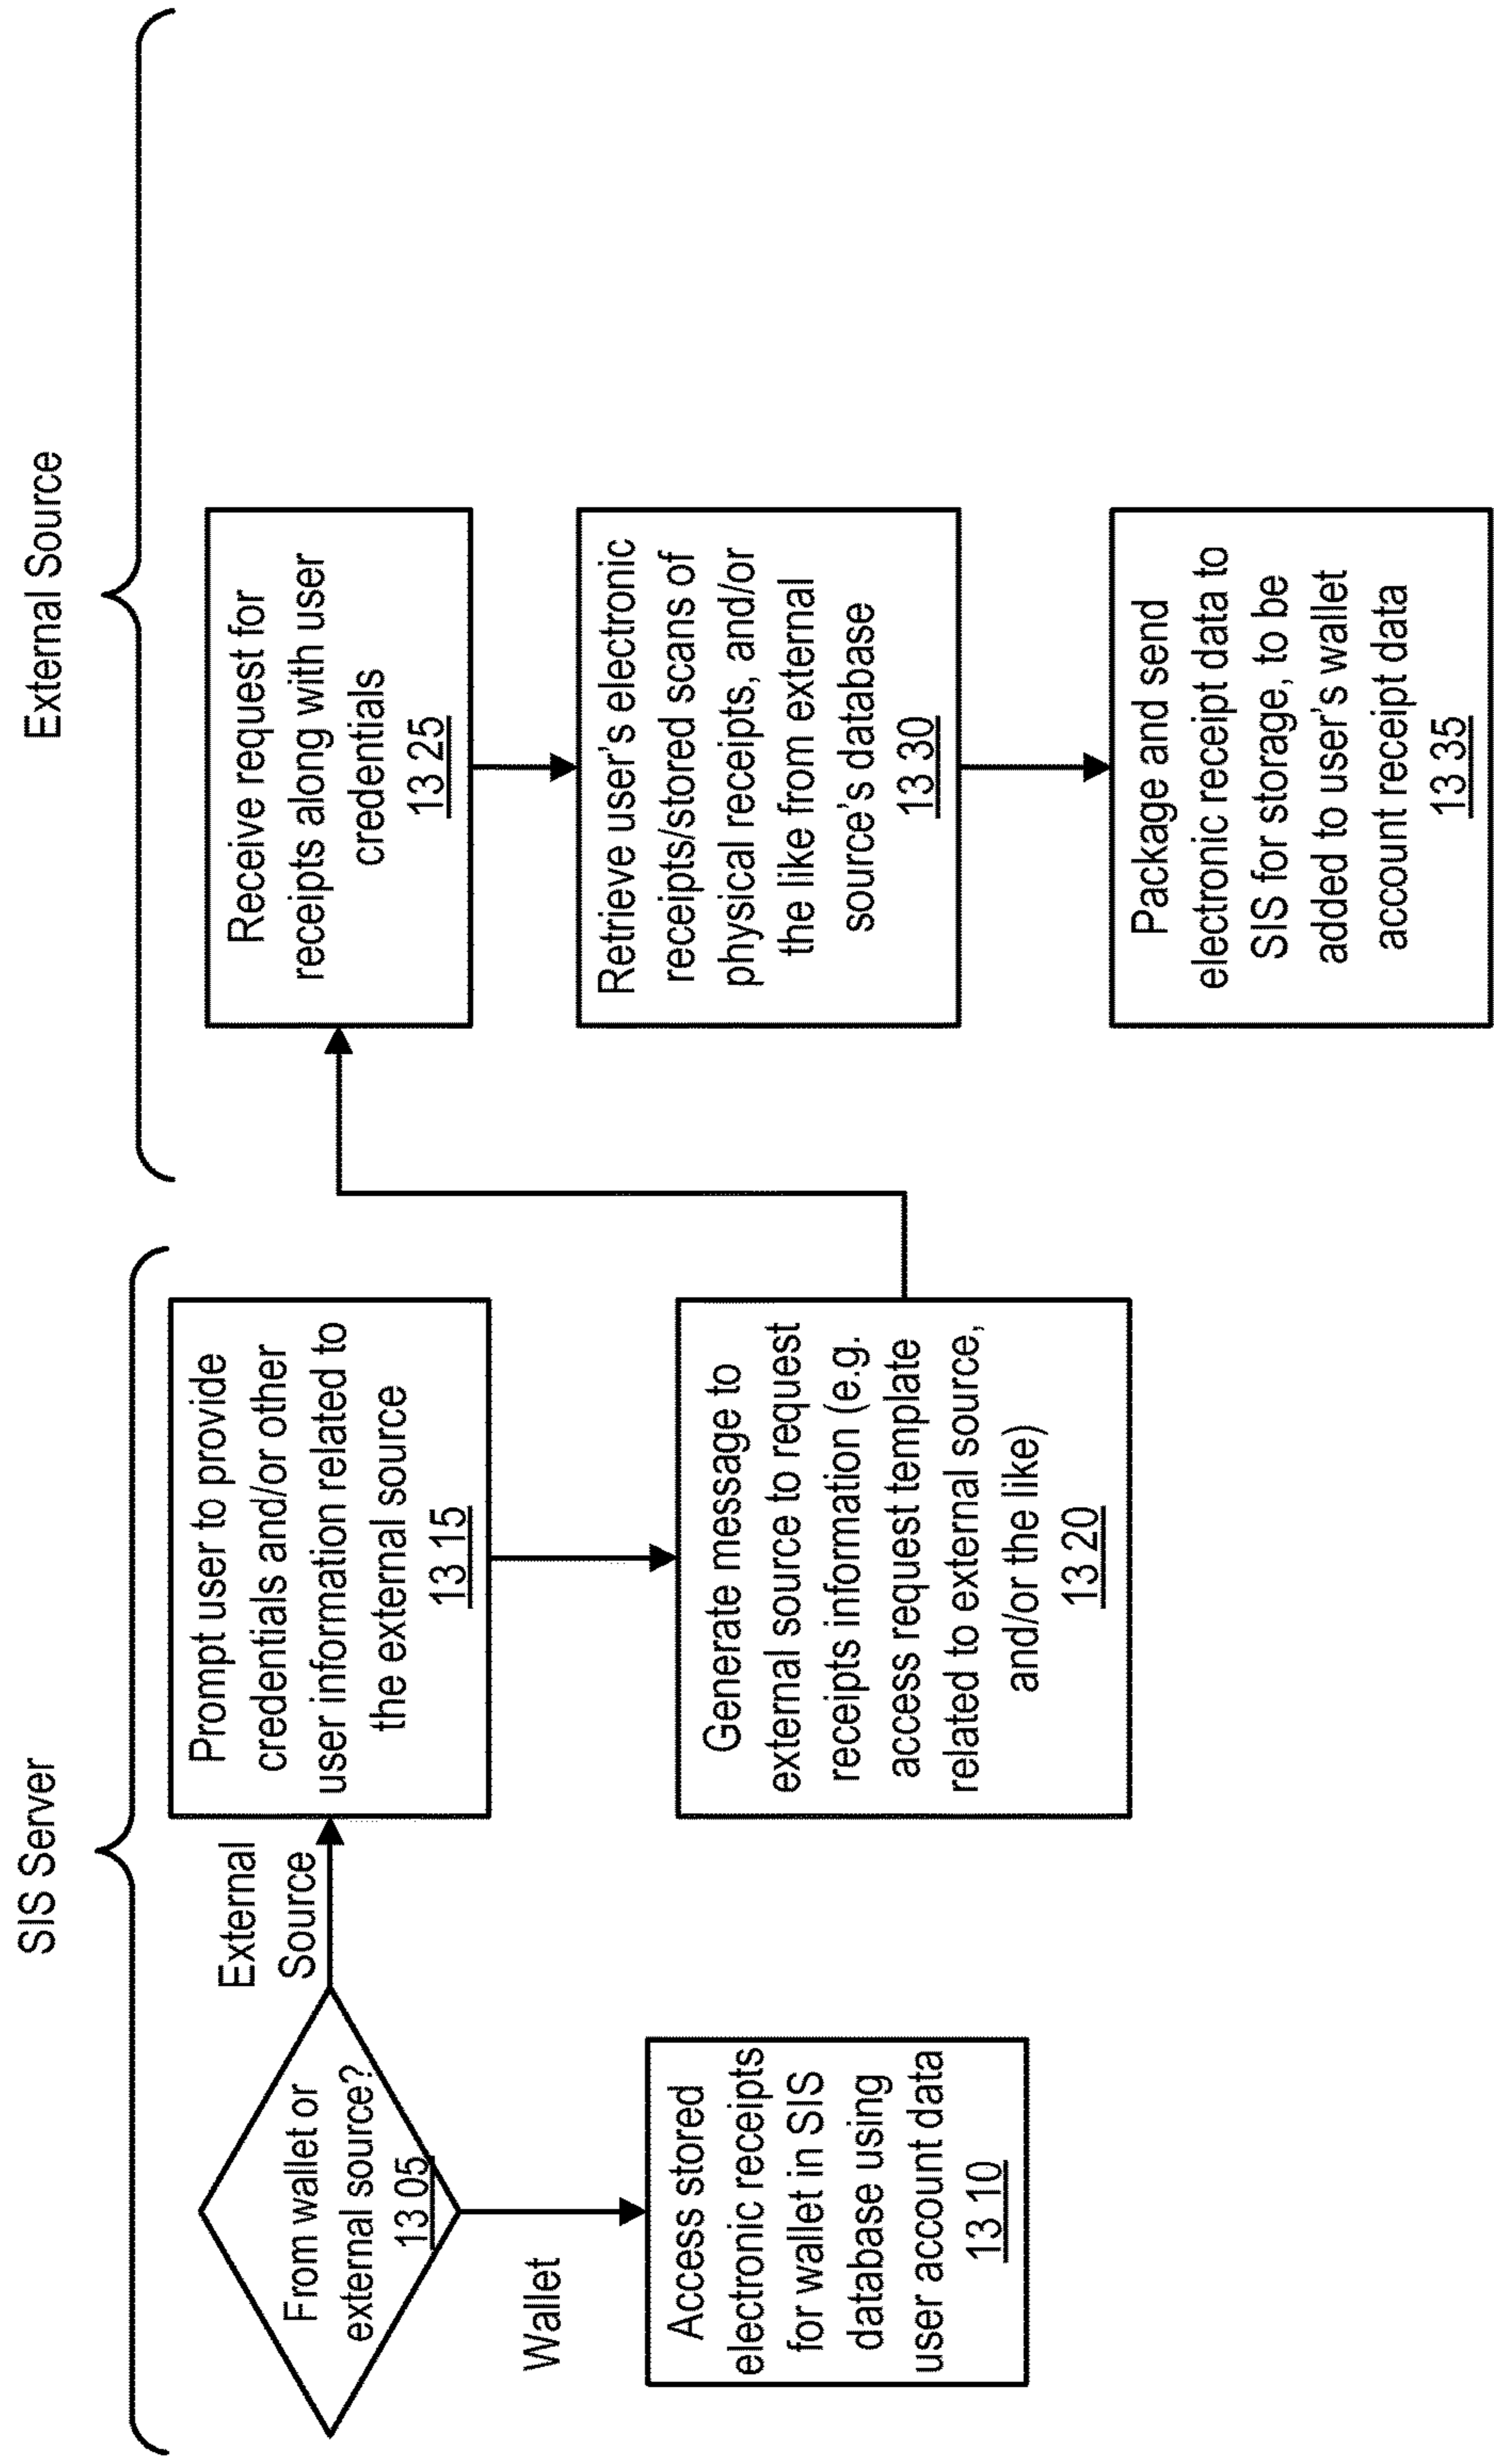 SIS Server
External Source
From wallet or
external source?
13 05
External
Source
Wallet
Access stored
electronic receipts
for wallet in SIS
database using
user account data
13 10
Prompt user to provide
credentials and/or other
user information related to
the external source
13 15
Generate message to
external source to request
receipts information (e.g.
access request template
related to external source,
and/or the like)
13 20
Receive request for
receipts along with user
credentials
13 25
Retrieve user's electronic
receipts/stored scans of
physical receipts, and/or
the like from external
source's database
13 30
Package and send
electronic receipt data to
SIS for storage, to be
added to user's wallet
account receipt data
13 35